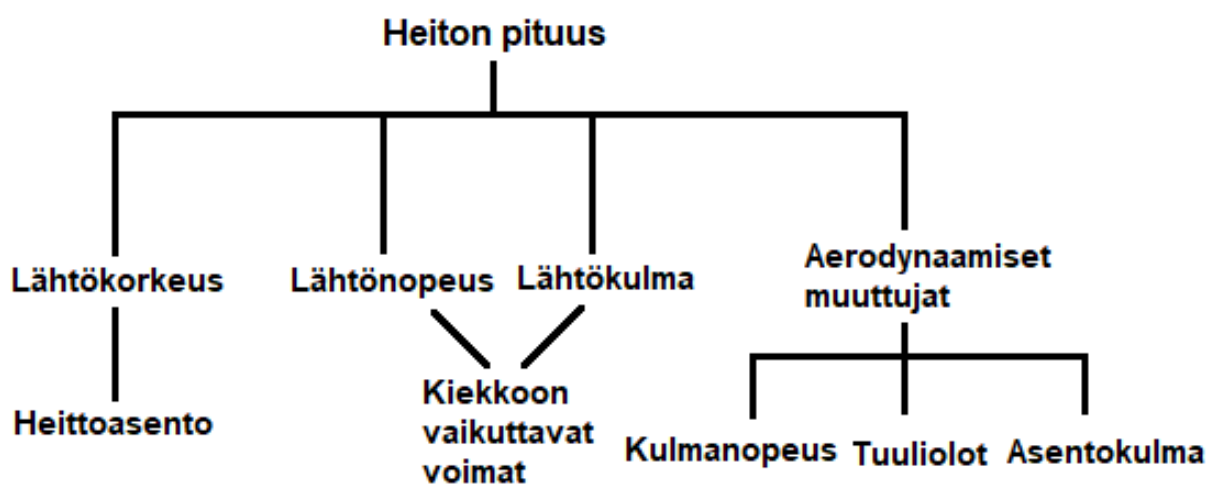 Heiton pituus
Lähtökorkeus
Lähtönopeus
Lähtökulma
Aerodynaamiset
muuttujat
Heittoasento
Kiekkoon
vaikuttavat
voimat
Kulmanopeus
Tuuliolot
Asentokulma